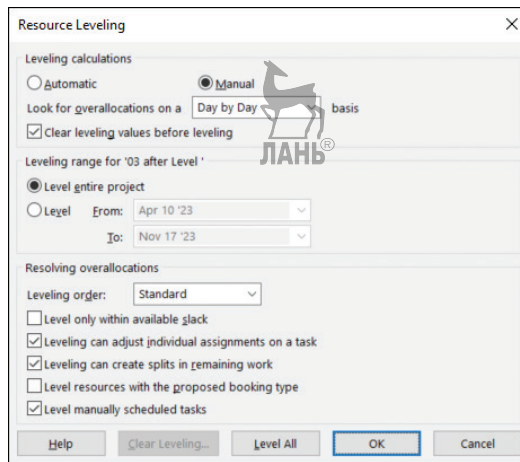 Resource Leveling
Leveling calculations
Automatic Manual
Look for overallocations on a Day by Day basis
Clear leveling values before leveling
ЛАНЬ®
Leveling range for '03 after Level '
Level entire project
Level From: Apr 10 '23
To: Nov 17 '23
Resolving overallocations
Leveling order: Standard
Level only within available slack
Leveling can adjust individual assignments on a task
Leveling can create splits in remaining work
Level resources with the proposed booking type
Level manually scheduled tasks
Help Clear Leveling... Level All OK Cancel